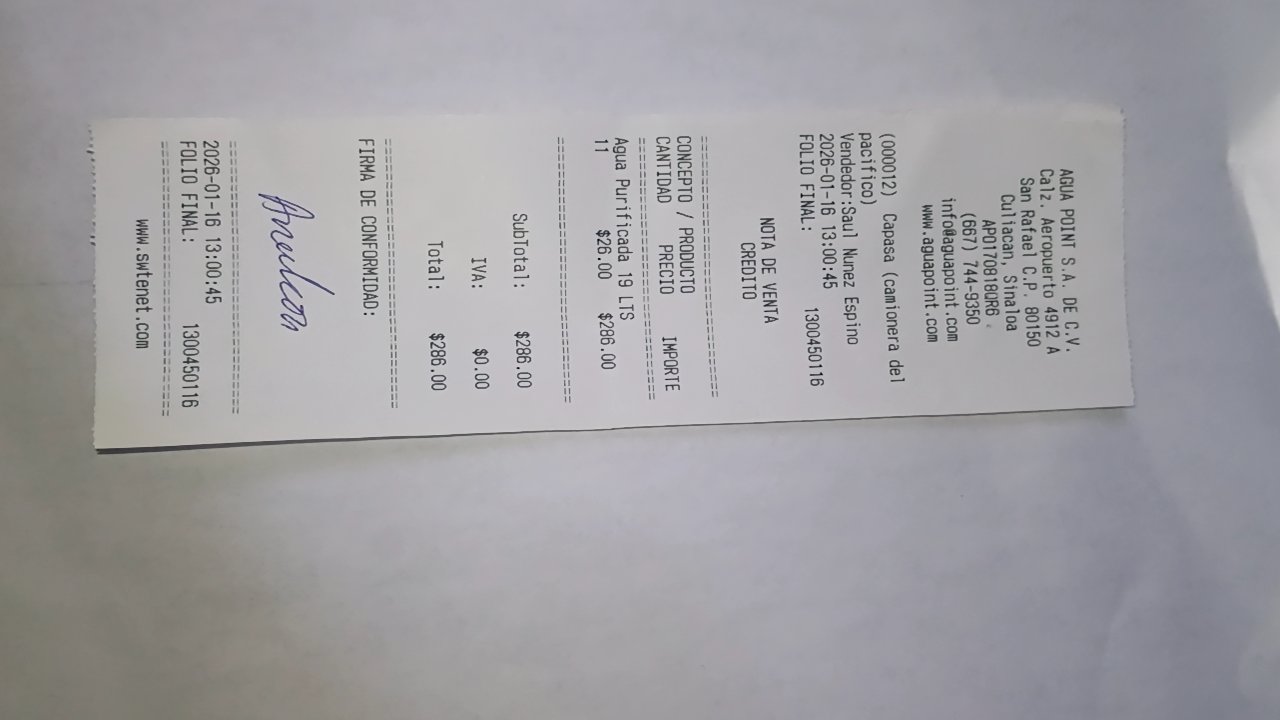 AGUA POINT S.A. DE C.V.
Calz. Aeropuerto 4912 A
San Rafael C.P. 80150
Culiacan, Sinaloa
APO170818QR6
(667) 744-9350
info@aguapoint.com
www.aguapoint.com
(000012) Capasa (camionera del
pacifico)
Vendedor:Saul Nunez Espino
2026-01-16 13:00:45
FOLIO FINAL: 1300450116
NOTA DE VENTA
CREDITO
==============================
CONCEPTO / PRODUCTO
CANTIDAD PRECIO IMPORTE
==============================
Agua Purificada 19 LTS
11 $26.00 $286.00
==============================
SubTotal: $286.00
IVA: $0.00
Total: $286.00
==============================
FIRMA DE CONFORMIDAD:
==============================
2026-01-16 13:00:45
FOLIO FINAL: 1300450116
==============================
www.swtenet.com